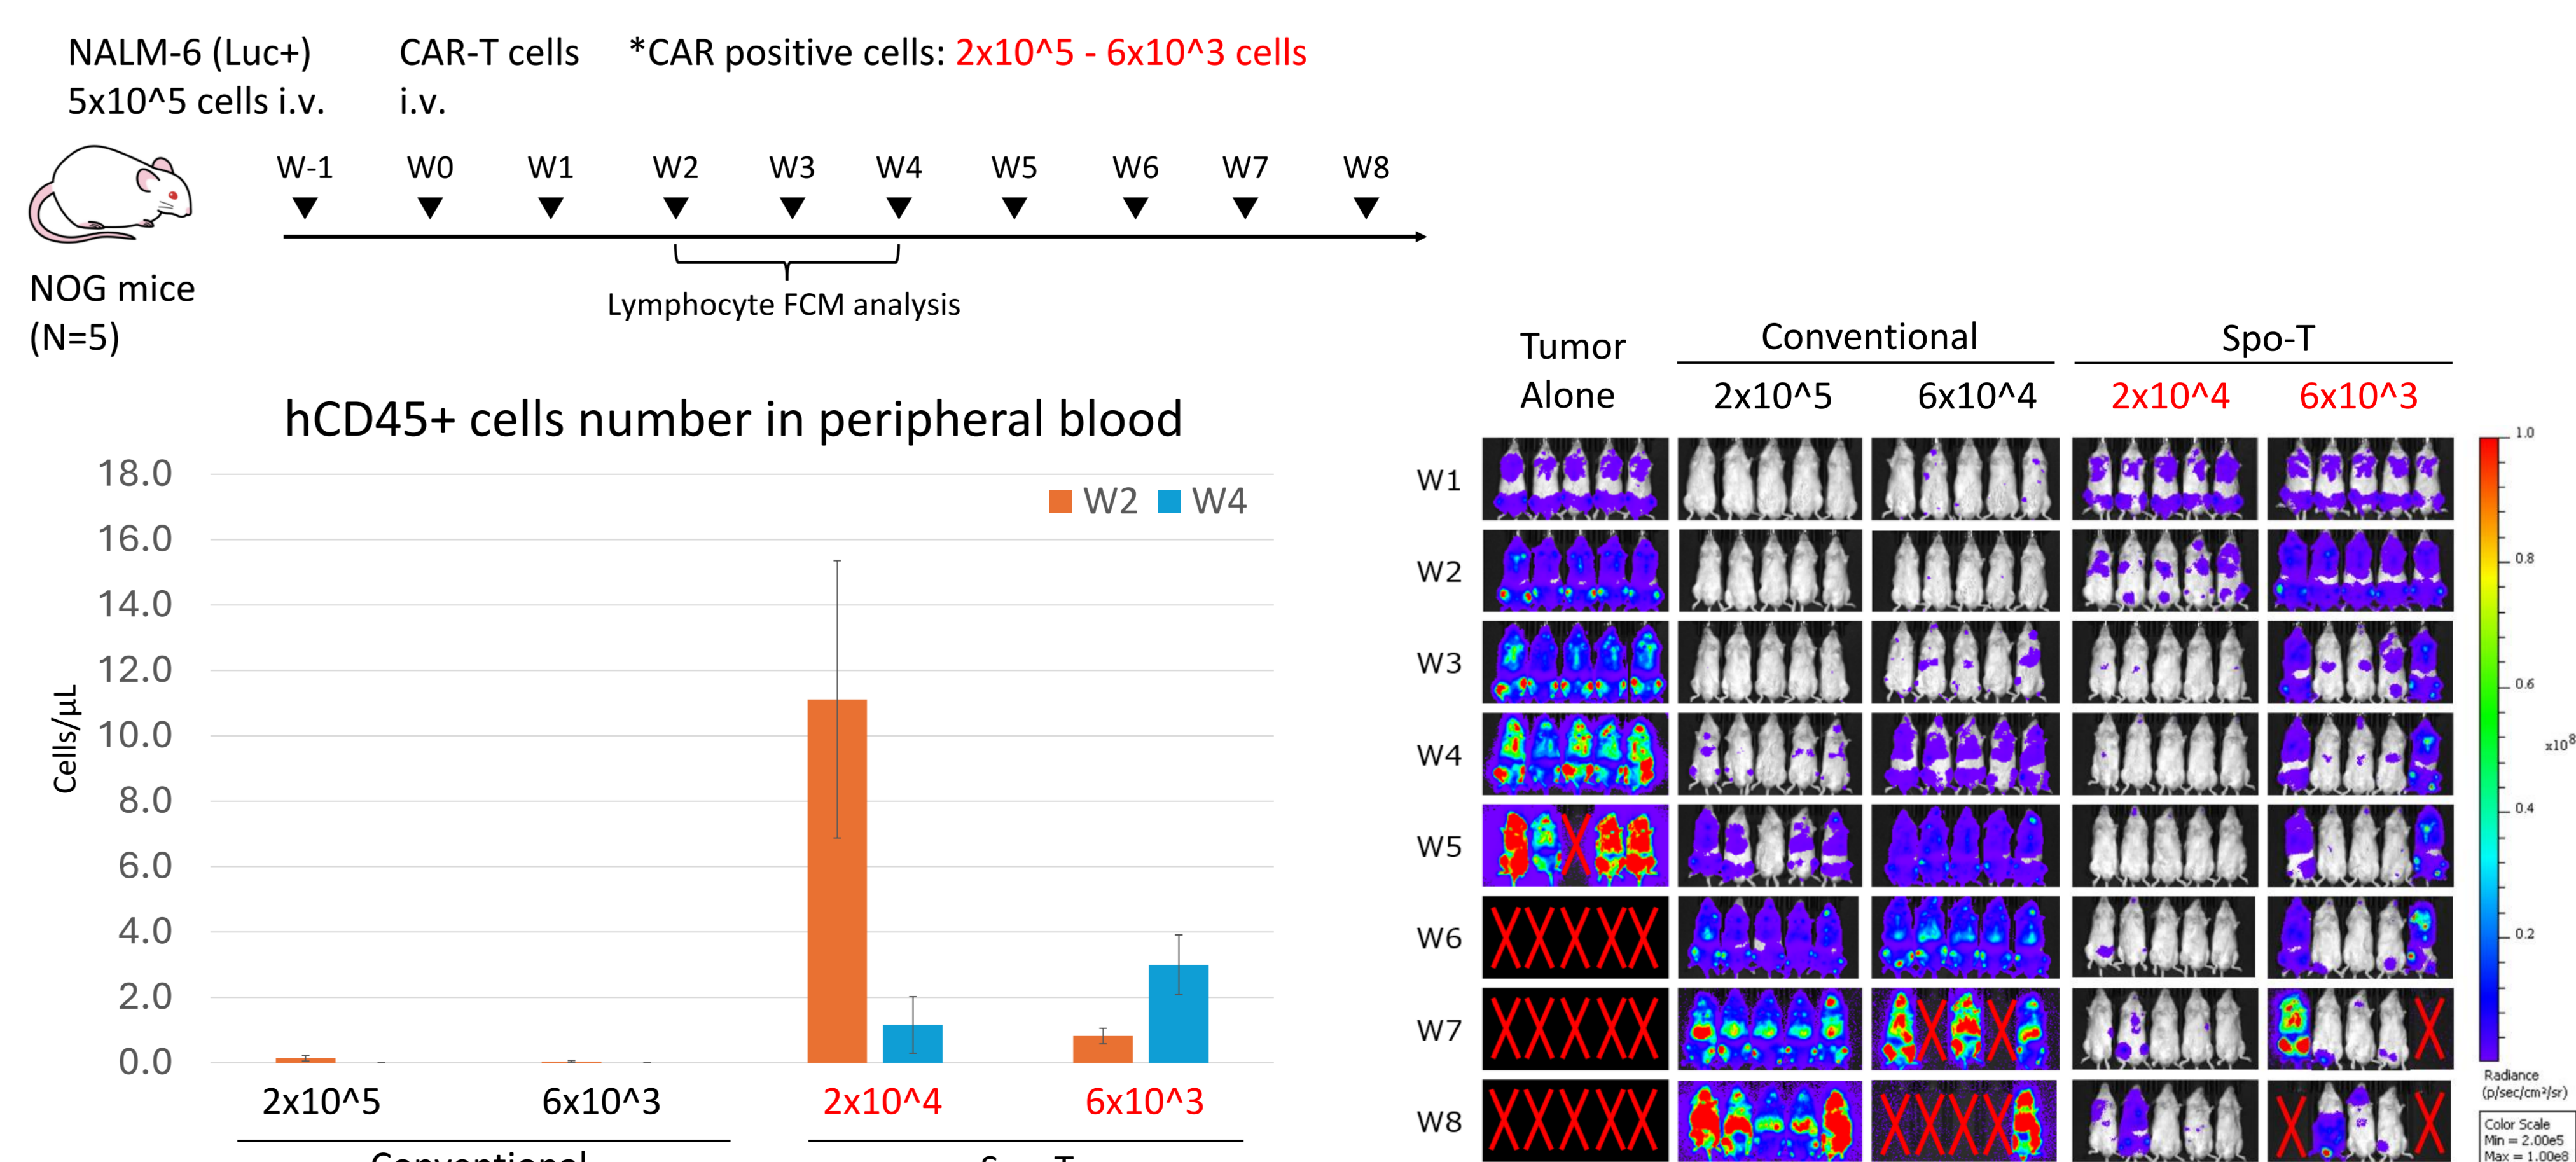 NALM-6 (Luc+)
5x10^5 cells i.v.
CAR-T cells
i.v.
*CAR positive cells: 2x10^5 - 6x10^3 cells
W-1 W0 W1 W2 W3 W4 W5 W6 W7 W8
Lymphocyte FCM analysis
NOG mice
(N=5)
hCD45+ cells number in peripheral blood
W2 W4
Cells/µL
18.0
16.0
14.0
12.0
10.0
8.0
6.0
4.0
2.0
0.0
2x10^5 6x10^3 2x10^4 6x10^3
Conventional Spo-T
Tumor
Alone
Conventional Spo-T
2x10^5 6x10^4 2x10^4 6x10^3
W1
W2
W3
W4
W5
W6
W7
W8
1.0
0.8
0.6
x10^8
0.4
0.2
Radiance
(p/sec/cm²/sr)
Color Scale
Min = 2.00e5
Max = 1.00e8